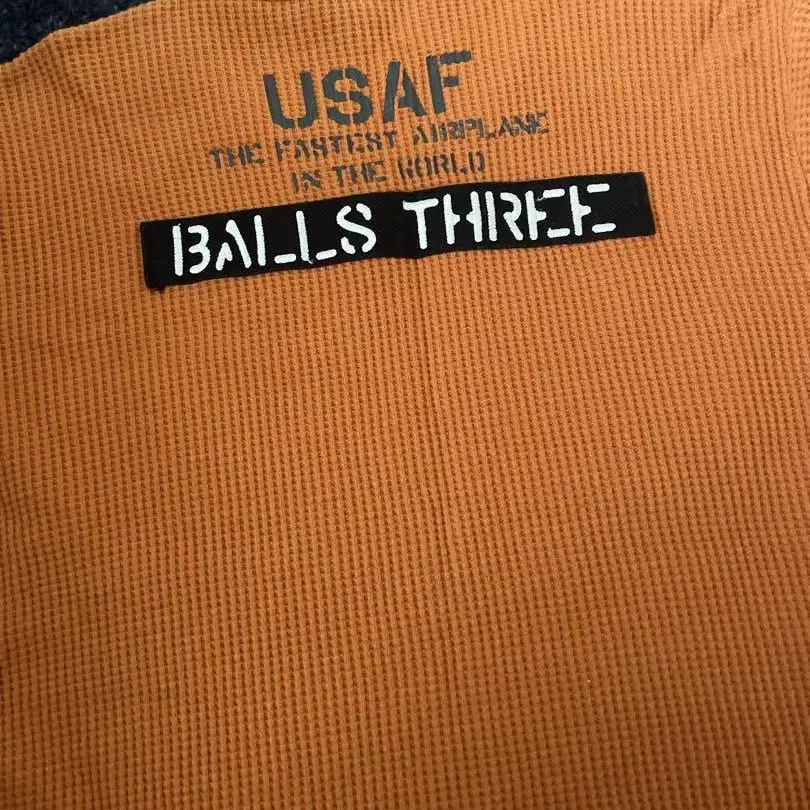 USAF
THE FASTEST AIRPLANE
IN THE WORLD
BALLS THREE